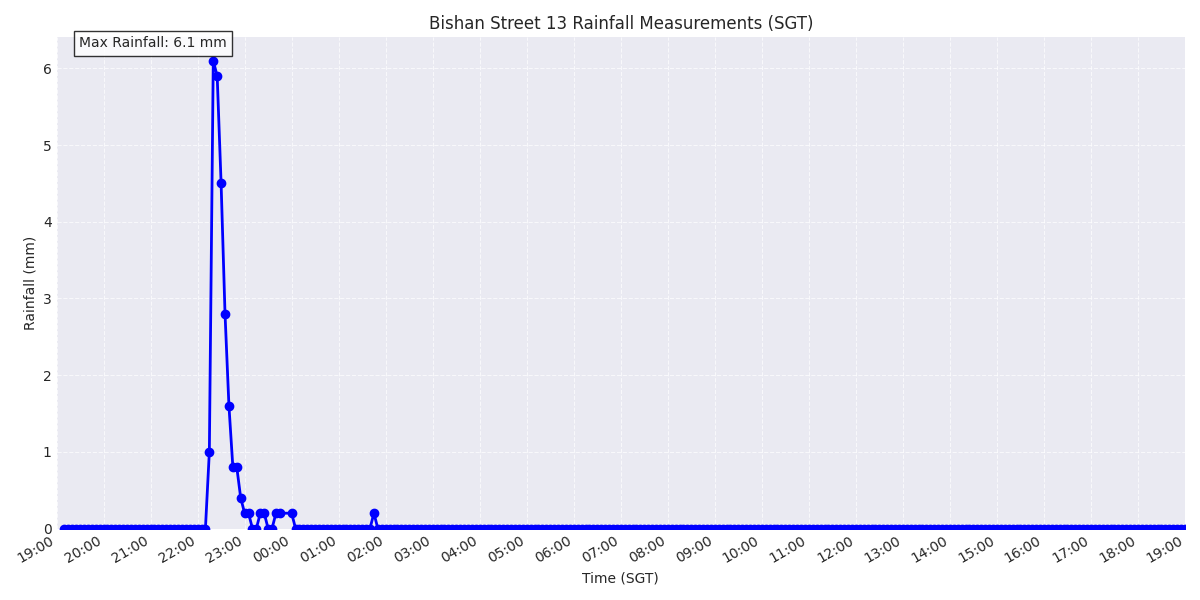 Bishan Street 13 Rainfall Measurements (SGT)
Max Rainfall: 6.1 mm
6
5
4
3
2
1
0
Rainfall (mm)
19:00 20:00 21:00 22:00 23:00 00:00 01:00 02:00 03:00 04:00 05:00 06:00 07:00 08:00 09:00 10:00 11:00 12:00 13:00 14:00 15:00 16:00 17:00 18:00 19:00
Time (SGT)